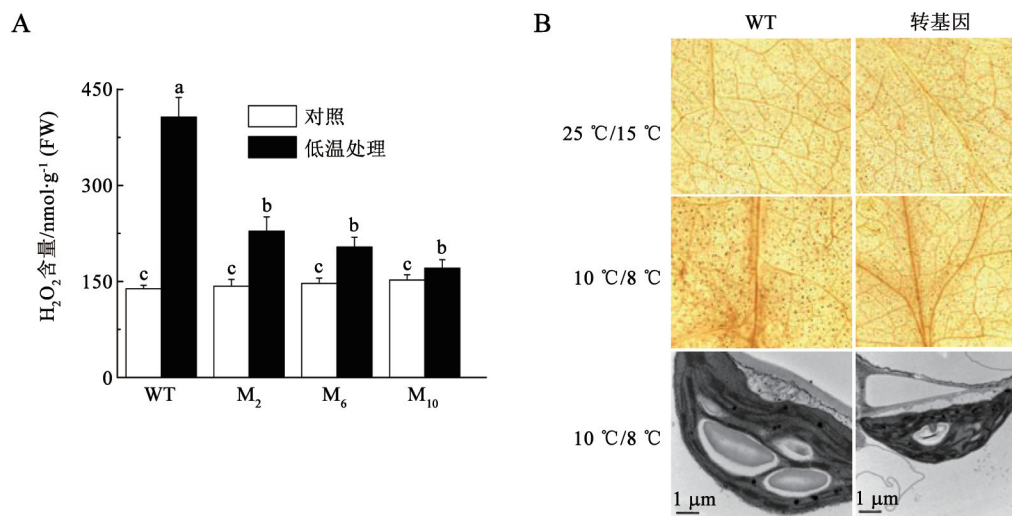 A
H₂O₂含量/nmol·g⁻¹ (FW)
450
300
150
0
a
b
b
b
c
c
c
c
对照
低温处理
WT
M₂
M₆
M₁₀
B
WT
转基因
25 ℃/15 ℃
10 ℃/8 ℃
10 ℃/8 ℃
1 μm
1 μm